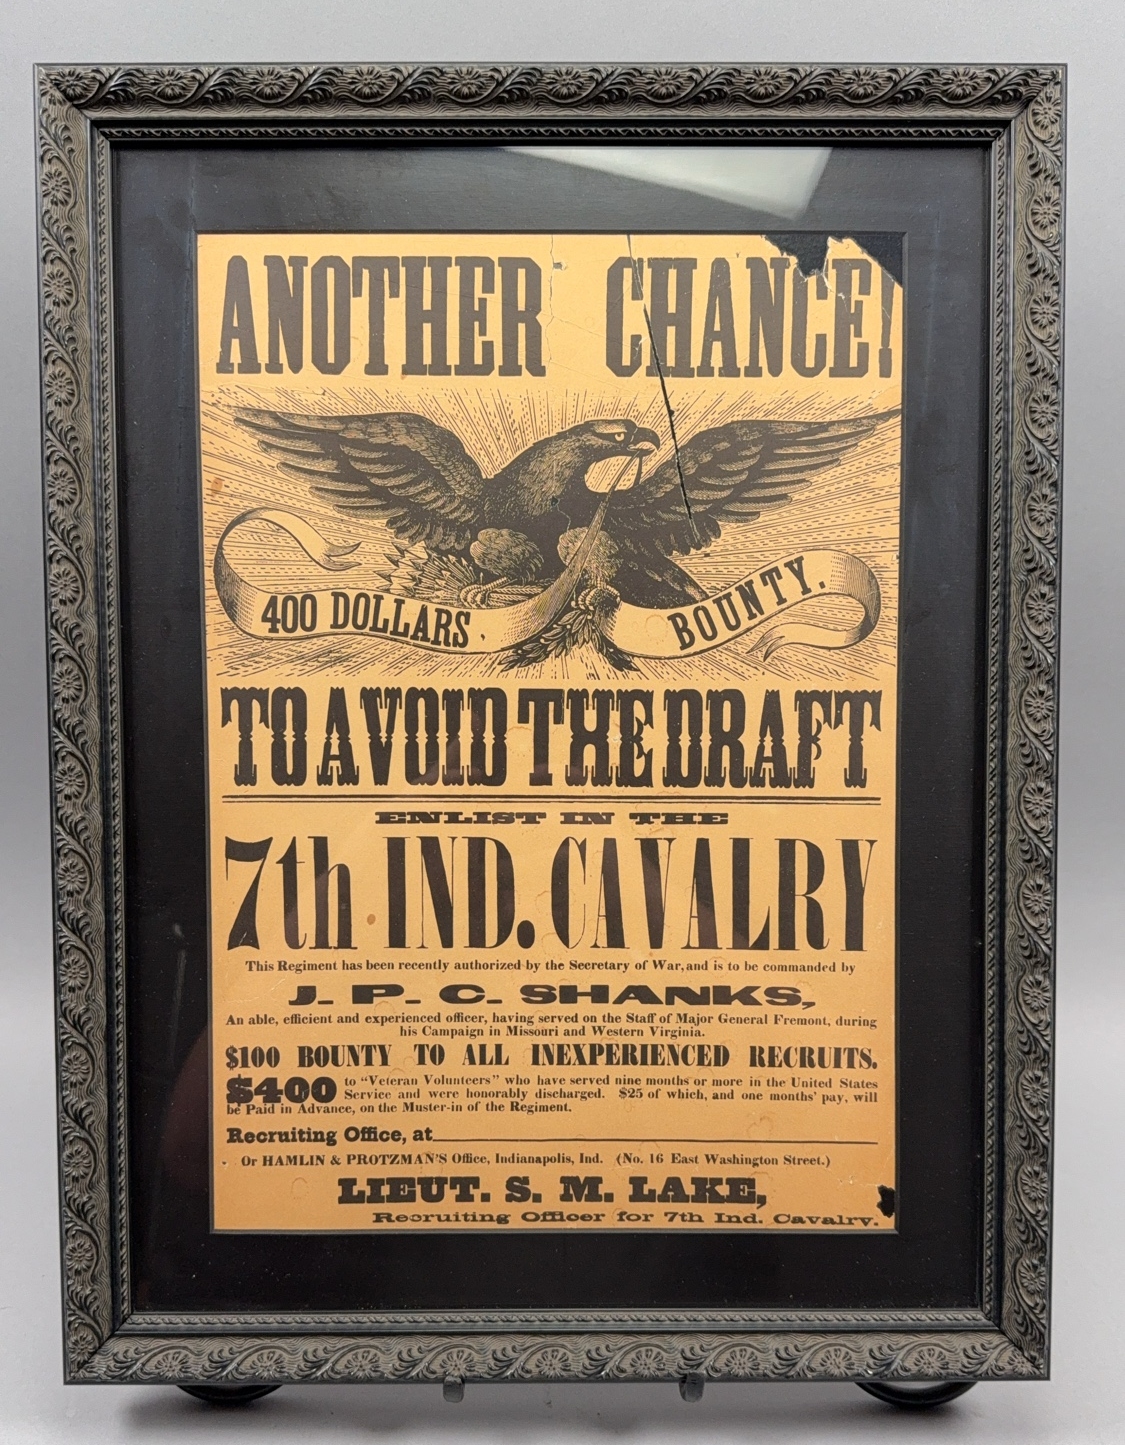 ANOTHER CHANCE!
400 DOLLARS BOUNTY.
TO AVOID THE DRAFT
ENLIST IN THE
7th IND. CAVALRY
This Regiment has been recently authorized by the Secretary of War, and is to be commanded by
J. P. C. SHANKS,
An able, efficient and experienced officer, having served on the Staff of Major General Fremont, during
his Campaign in Missouri and Western Virginia.
$100 BOUNTY TO ALL INEXPERIENCED RECRUITS.
$400 to "Veteran Volunteers" who have served nine months or more in the United States
Service and were honorably discharged. $25 of which, and one months' pay, will
be Paid in Advance, on the Muster-in of the Regiment.
Recruiting Office, at
Or HAMLIN & PROTZMAN'S Office, Indianapolis, Ind. (No. 16 East Washington Street.)
LIEUT. S. M. LAKE,
Recruiting Officer for 7th Ind. Cavalry.